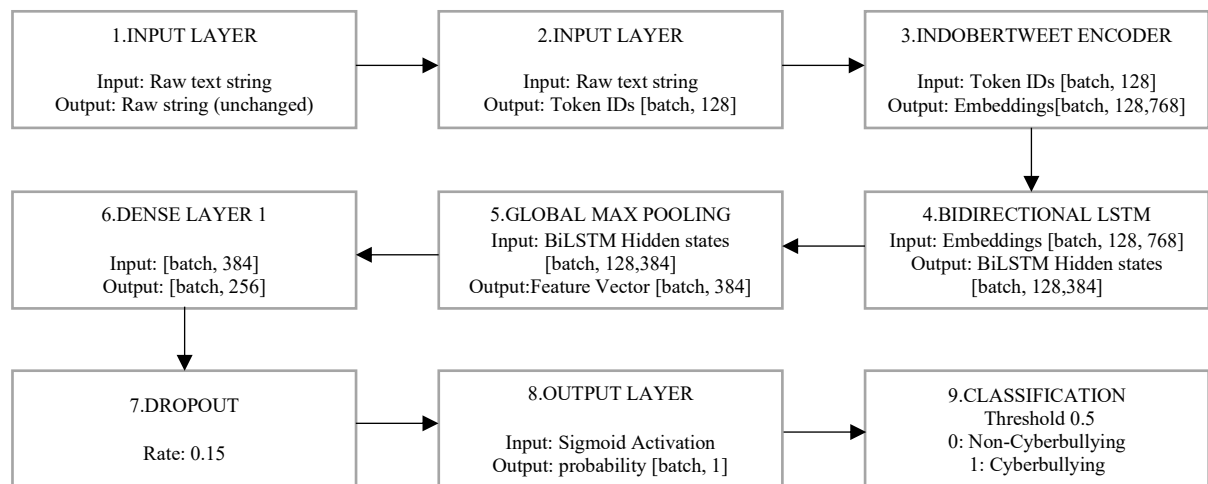 1.INPUT LAYER
Input: Raw text string
Output: Raw string (unchanged)
2.INPUT LAYER
Input: Raw text string
Output: Token IDs [batch, 128]
3.INDOBERTWEET ENCODER
Input: Token IDs [batch, 128]
Output: Embeddings[batch, 128,768]
4.BIDIRECTIONAL LSTM
Input: Embeddings [batch, 128, 768]
Output: BiLSTM Hidden states
[batch, 128,384]
5.GLOBAL MAX POOLING
Input: BiLSTM Hidden states
[batch, 128,384]
Output:Feature Vector [batch, 384]
6.DENSE LAYER 1
Input: [batch, 384]
Output: [batch, 256]
7.DROPOUT
Rate: 0.15
8.OUTPUT LAYER
Input: Sigmoid Activation
Output: probability [batch, 1]
9.CLASSIFICATION
Threshold 0.5
0: Non-Cyberbullying
1: Cyberbullying